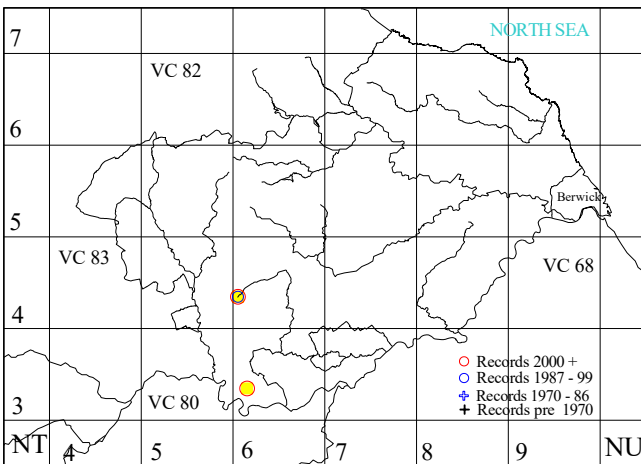 NORTH SEA
7
VC 82
6
Berwick
5
VC 83
VC 68
4
Records 2000 +
Records 1987 - 99
Records 1970 - 86
Records pre 1970
VC 80
3
NT 4 5 6 7 8 9 NU